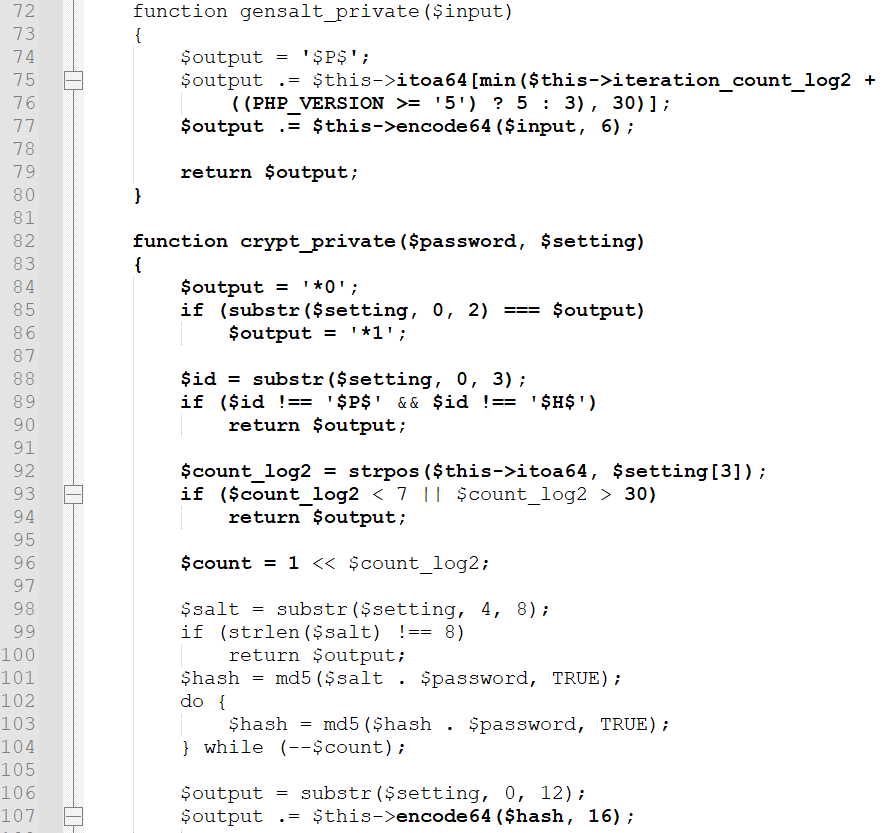 72 function gensalt_private($input)
73 {
74 $output = '$P$';
75 $output .= $this->itoa64[min($this->iteration_count_log2 +
76 ((PHP_VERSION >= '5') ? 5 : 3), 30)];
77 $output .= $this->encode64($input, 6);
78
79 return $output;
80 }
81
82 function crypt_private($password, $setting)
83 {
84 $output = '*0';
85 if (substr($setting, 0, 2) === $output)
86 $output = '*1';
87
88 $id = substr($setting, 0, 3);
89 if ($id !== '$P$' && $id !== '$H$')
90 return $output;
91
92 $count_log2 = strpos($this->itoa64, $setting[3]);
93 if ($count_log2 < 7 || $count_log2 > 30)
94 return $output;
95
96 $count = 1 << $count_log2;
97
98 $salt = substr($setting, 4, 8);
99 if (strlen($salt) !== 8)
100 return $output;
101 $hash = md5($salt . $password, TRUE);
102 do {
103 $hash = md5($hash . $password, TRUE);
104 } while (--$count);
105
106 $output = substr($setting, 0, 12);
107 $output .= $this->encode64($hash, 16);